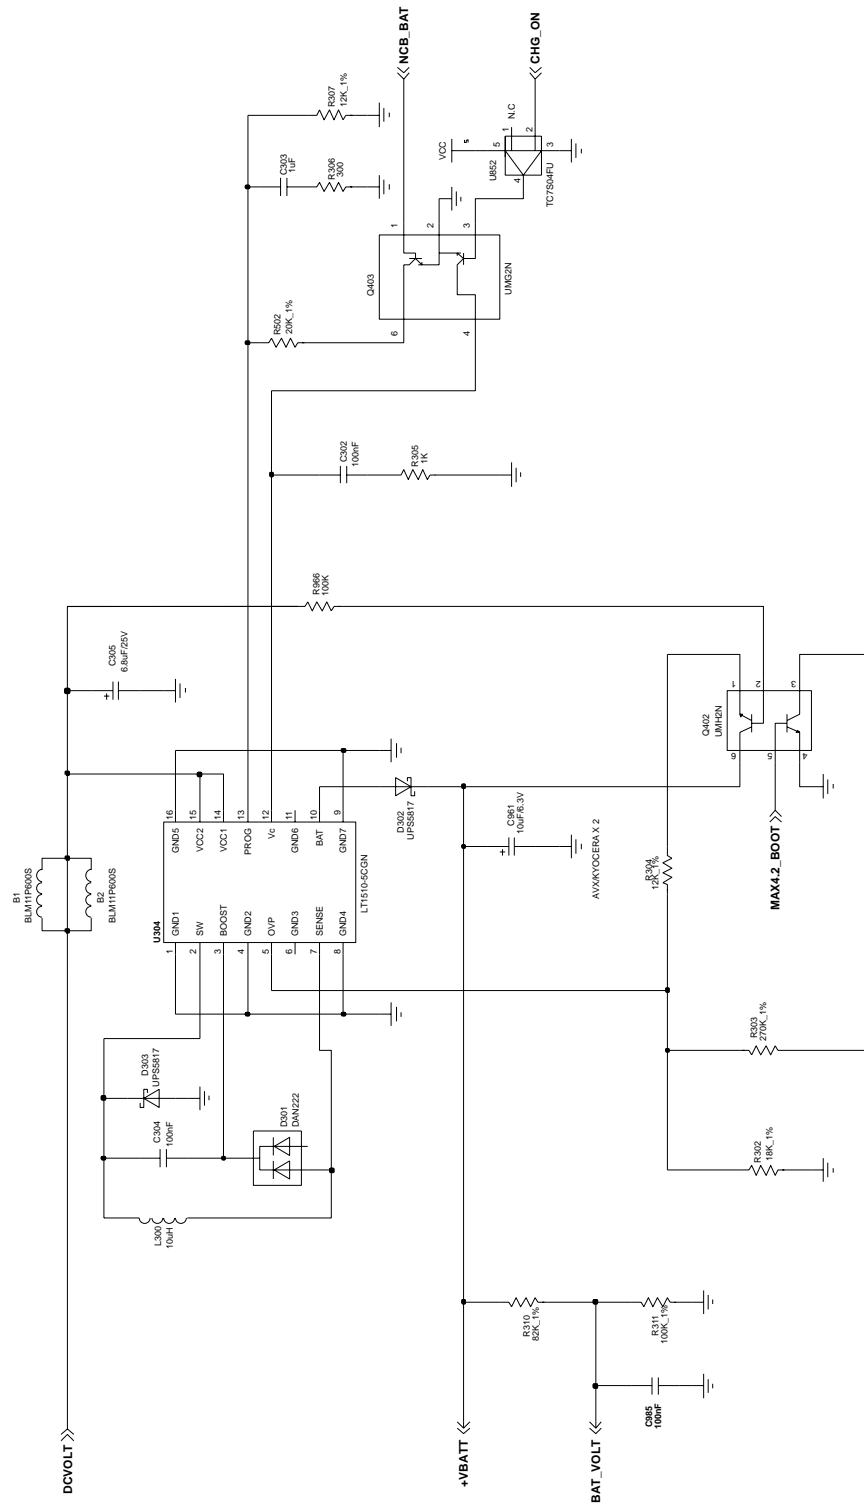 DCVOLT
B1
BLM11P600S
B2
BLM11P600S
C305
6.8uF/25V
+
L300
10uH
C304
100nF
D303
UPS5817
D301
DAN222
U304
LT1510-5CGN
1
GND1
2
SW
3
BOOST
4
GND2
5
OVP
6
GND3
7
SENSE
8
GND4
16
GND5
15
VCC2
14
VCC1
13
PROG
12
Vc
11
GND6
10
BAT
9
GND7
D302
UPS5817
+
C961
10uF/6.3V
AVX/KYOCERA X 2
R966
100K
C302
100nF
R305
1K
R502
20K_1%
C303
1uF
R306
300
R307
12K_1%
Q403
UMG2N
1
2
3
4
6
NCB_BAT
CHG_ON
VCC
5
5
1
N.C
2
3
4
U852
TC7S04FU
Q402
UMH2N
1
2
3
4
5
6
MAX4.2_BOOT
R304
12K_1%
R303
270K_1%
R302
18K_1%
+VBATT
R310
82K_1%
R311
100K_1%
BAT_VOLT
C985
100nF